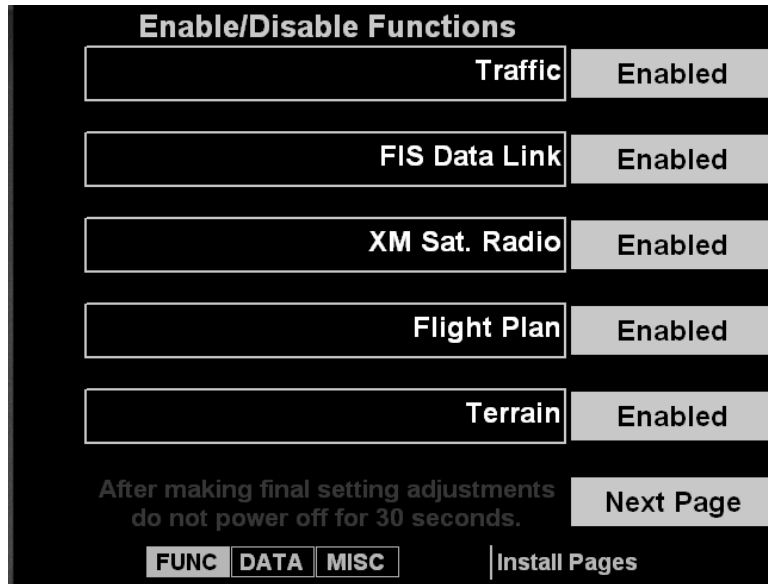 Enable/Disable Functions
Traffic Enabled
FIS Data Link Enabled
XM Sat. Radio Enabled
Flight Plan Enabled
Terrain Enabled
After making final setting adjustments
do not power off for 30 seconds.
Next Page
FUNC DATA MISC Install Pages